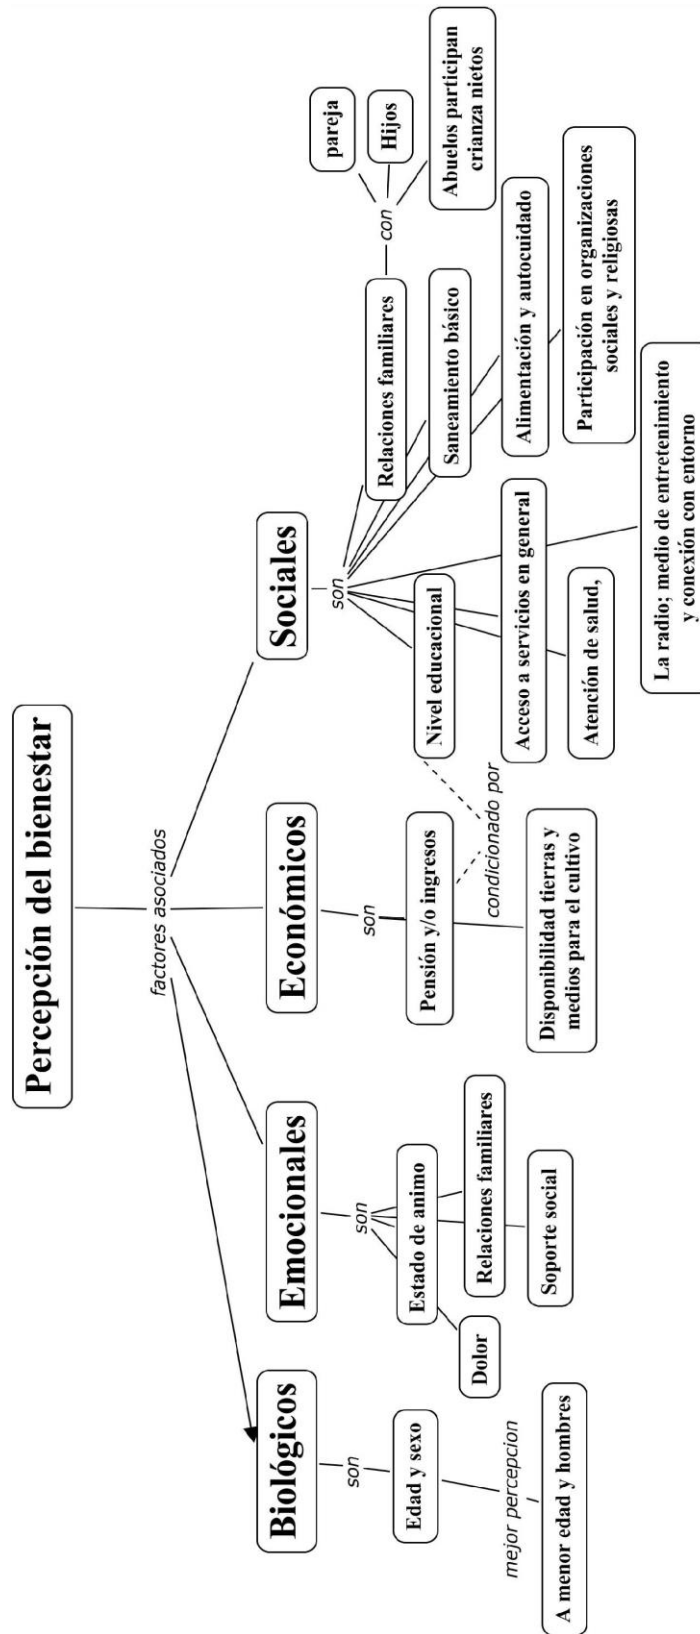 Percepción del bienestar
factores asociados
Biológicos
son
Edad y sexo
mejor percepcion
A menor edad y hombres
Emocionales
son
Estado de animo
Dolor
Relaciones familiares
Soporte social
Económicos
son
Pensión y/o ingresos
condicionado por
Disponibilidad tierras y
medios para el cultivo
Sociales
son
Nivel educacional
Acceso a servicios en general
Atención de salud,
La radio; medio de entretenimiento
y conexión con entorno
Relaciones familiares
con
pareja
Hijos
Abuelos participan
crianza nietos
Saneamiento básico
Alimentación y autocuidado
Participación en organizaciones
sociales y religiosas